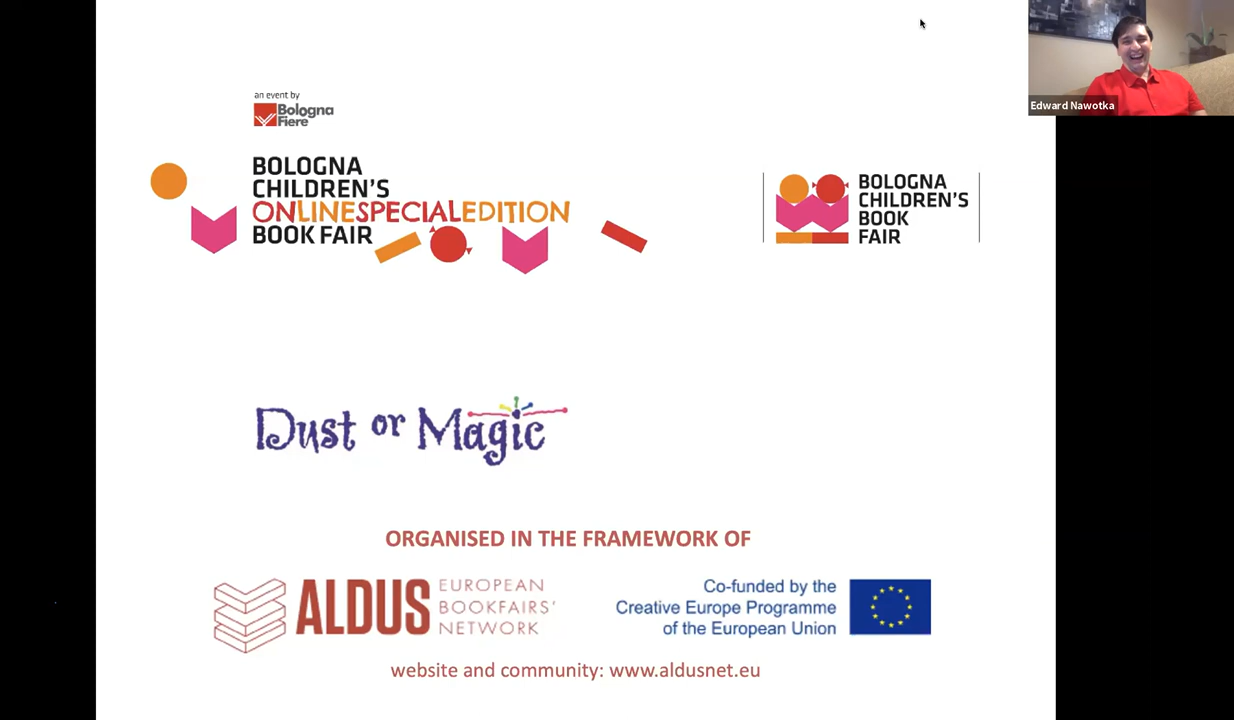 Edward Nawotka
an event by
Bologna
Fiere
BOLOGNA
CHILDREN'S
ONLINESPECIALEDITION
BOOK FAIR
BOLOGNA
CHILDREN'S
BOOK
FAIR
Dust or Magic
ORGANISED IN THE FRAMEWORK OF
ALDUS
EUROPEAN
BOOKFAIRS'
NETWORK
Co-funded by the
Creative Europe Programme
of the European Union
website and community: www.aldusnet.eu